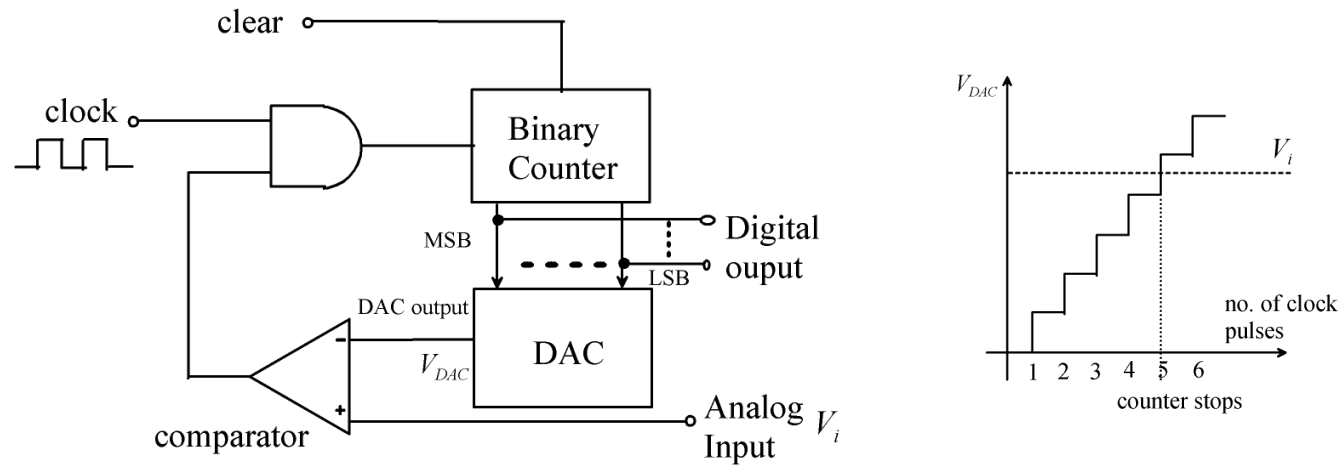 clear
clock
Binary
Counter
MSB
LSB
Digital
ouput
DAC output
V_DAC
DAC
-
+
comparator
Analog
Input
V_i
V_DAC
V_i
no. of clock
pulses
1 2 3 4 5 6
counter stops